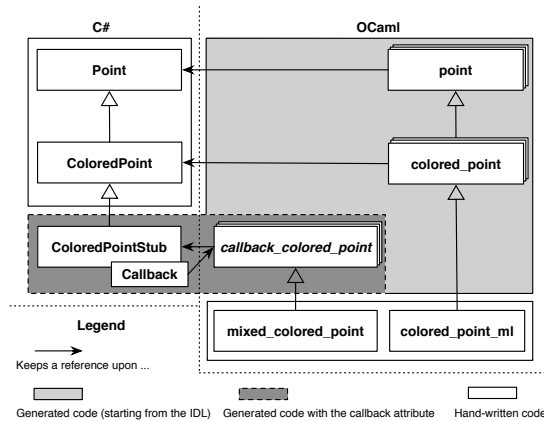 C#
OCaml
Point
point
ColoredPoint
colored_point
ColoredPointStub
callback_colored_point
Callback
mixed_colored_point
colored_point_ml
Legend
Keeps a reference upon ...
Generated code (starting from the IDL)
Generated code with the callback attribute
Hand-written code